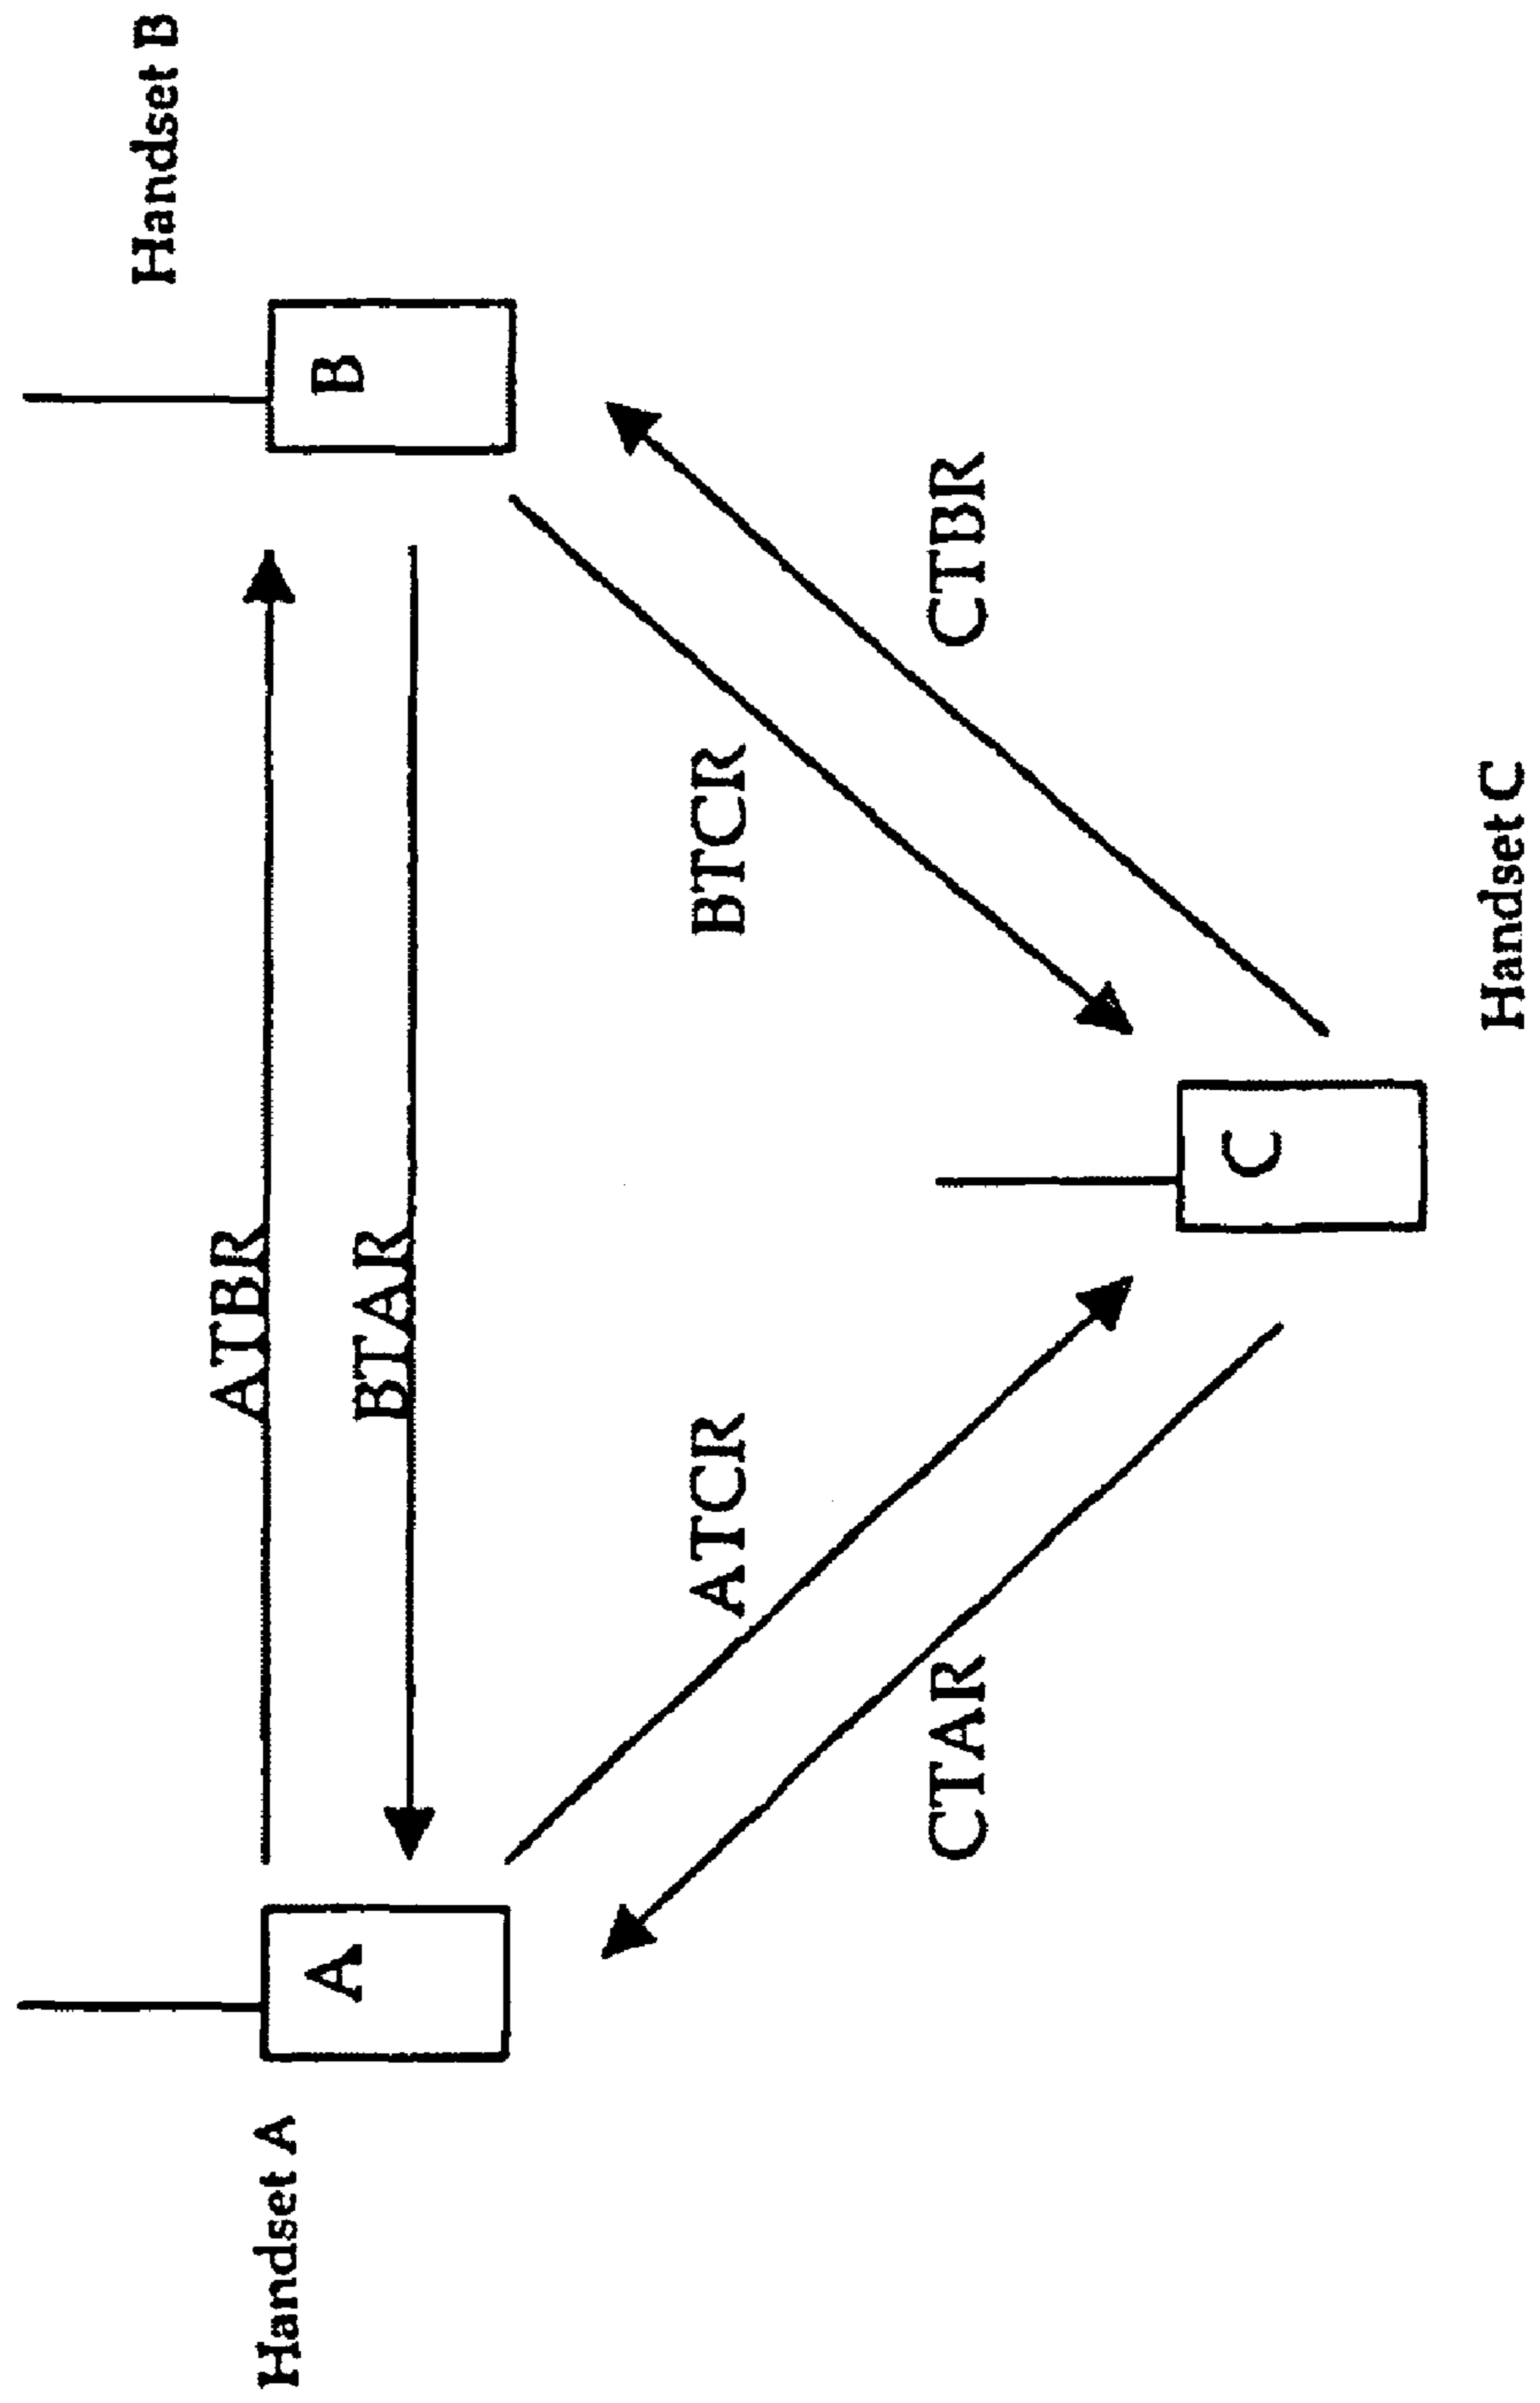 Handset B
B
ATBR
BTAR
A
Handset A
BTCR
CTBR
ATCR
CTAR
C
Handset C